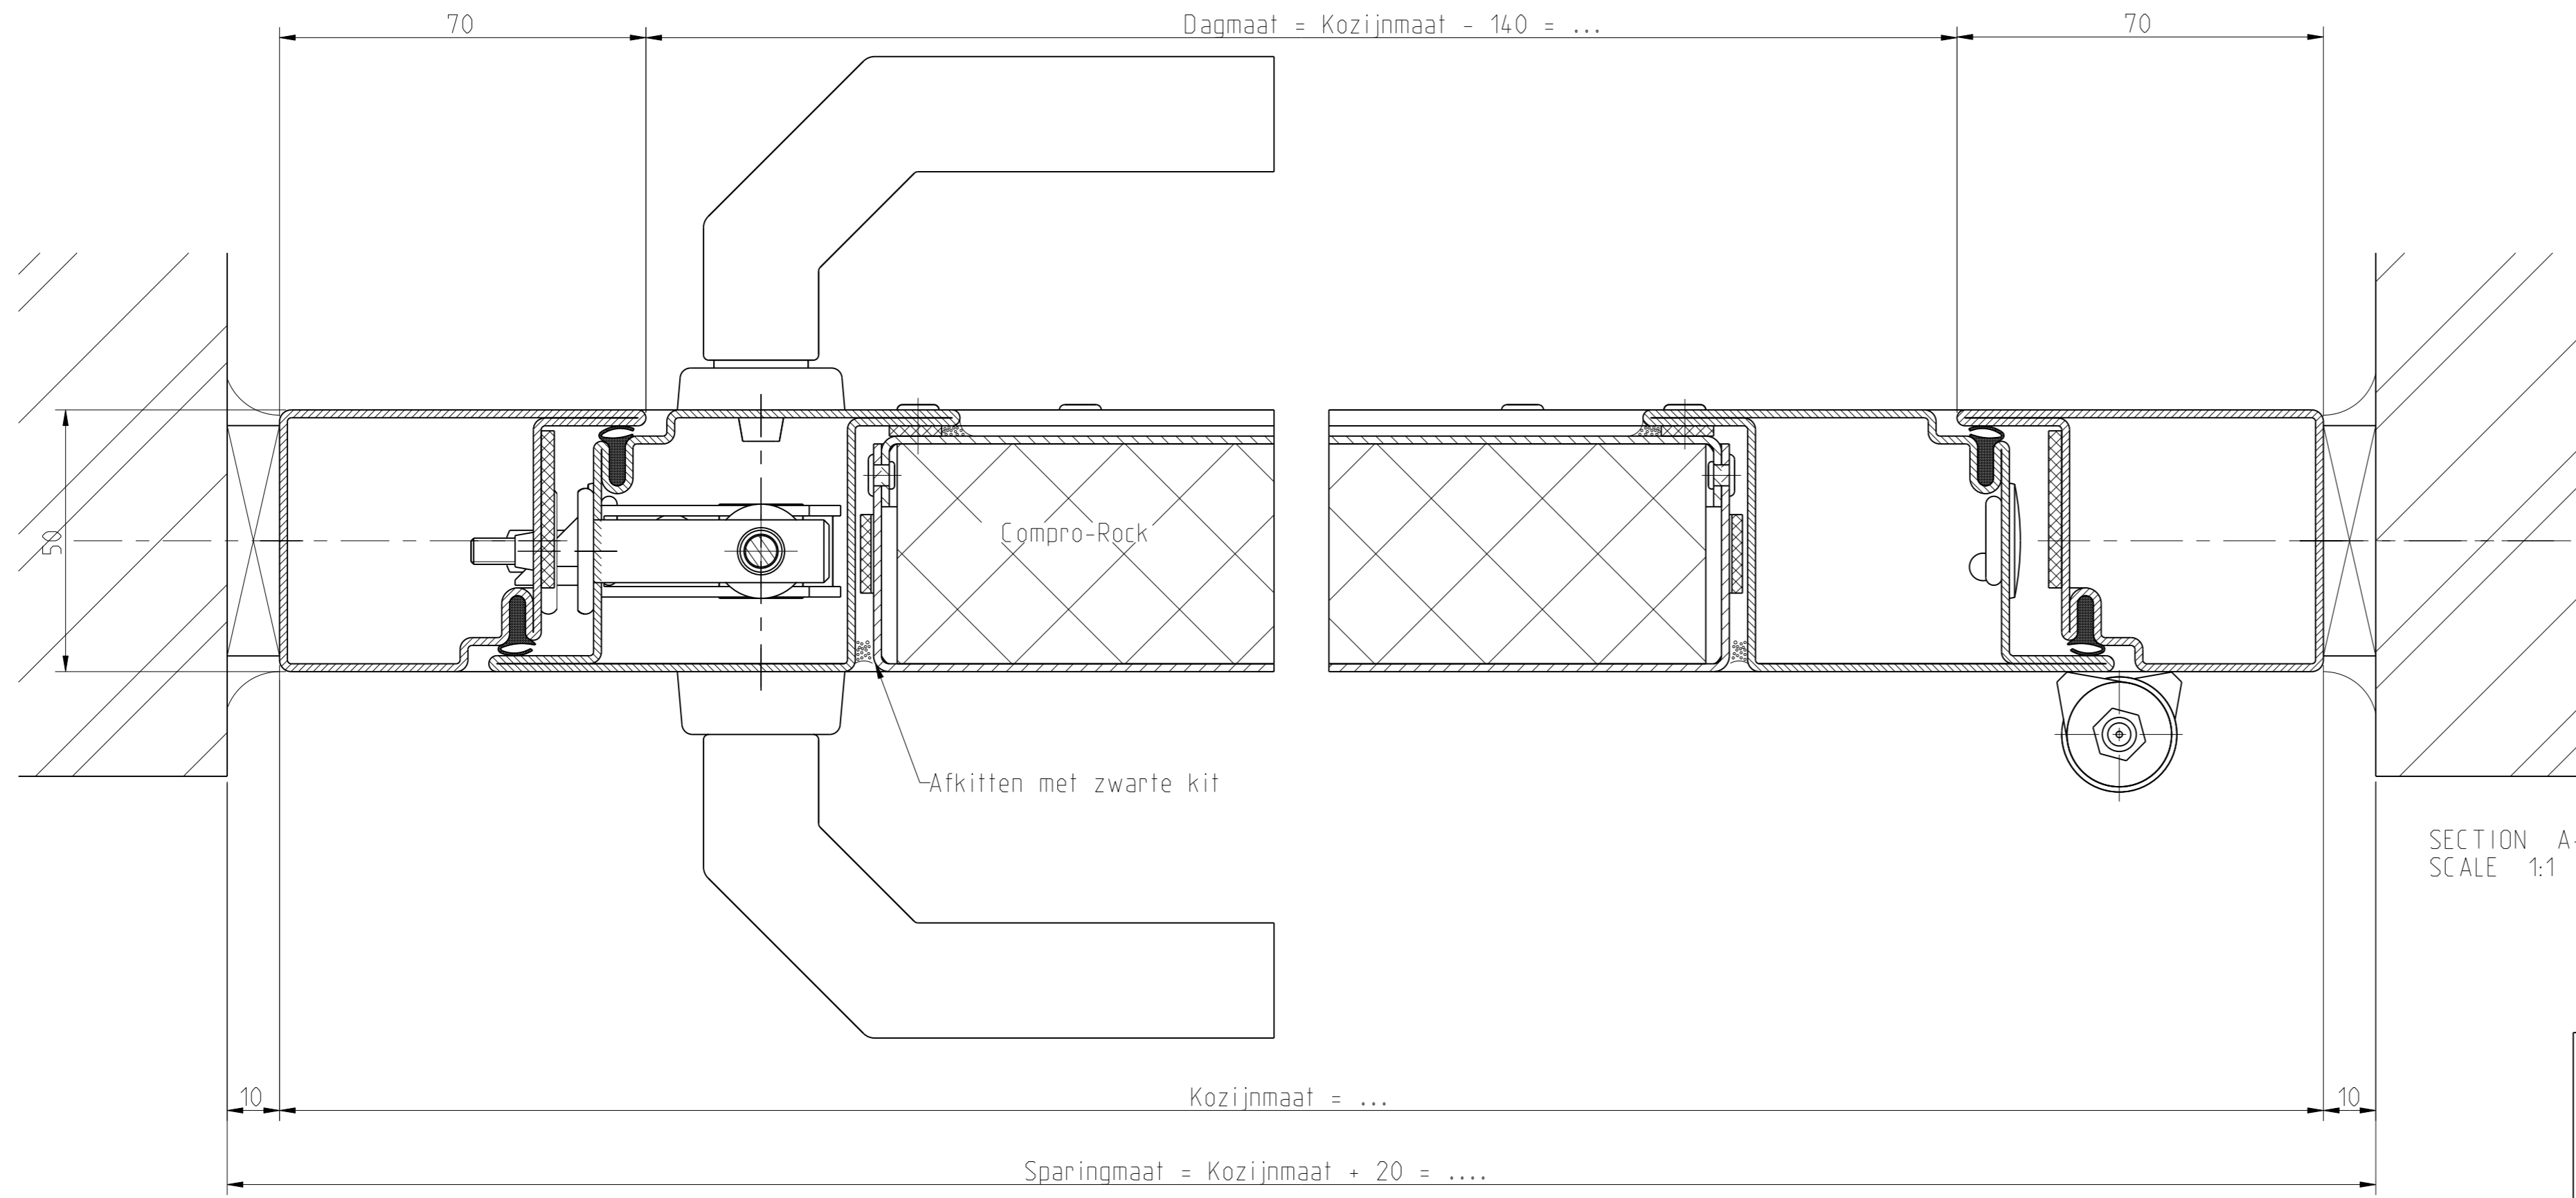 70
Dagmaat = Kozijnmaat - 140 = ...
70
50
Compro-Rock
Afkitten met zwarte kit
SECTION A-
SCALE 1:1
10
Kozijnmaat = ...
10
Sparingmaat = Kozijnmaat + 20 = ....